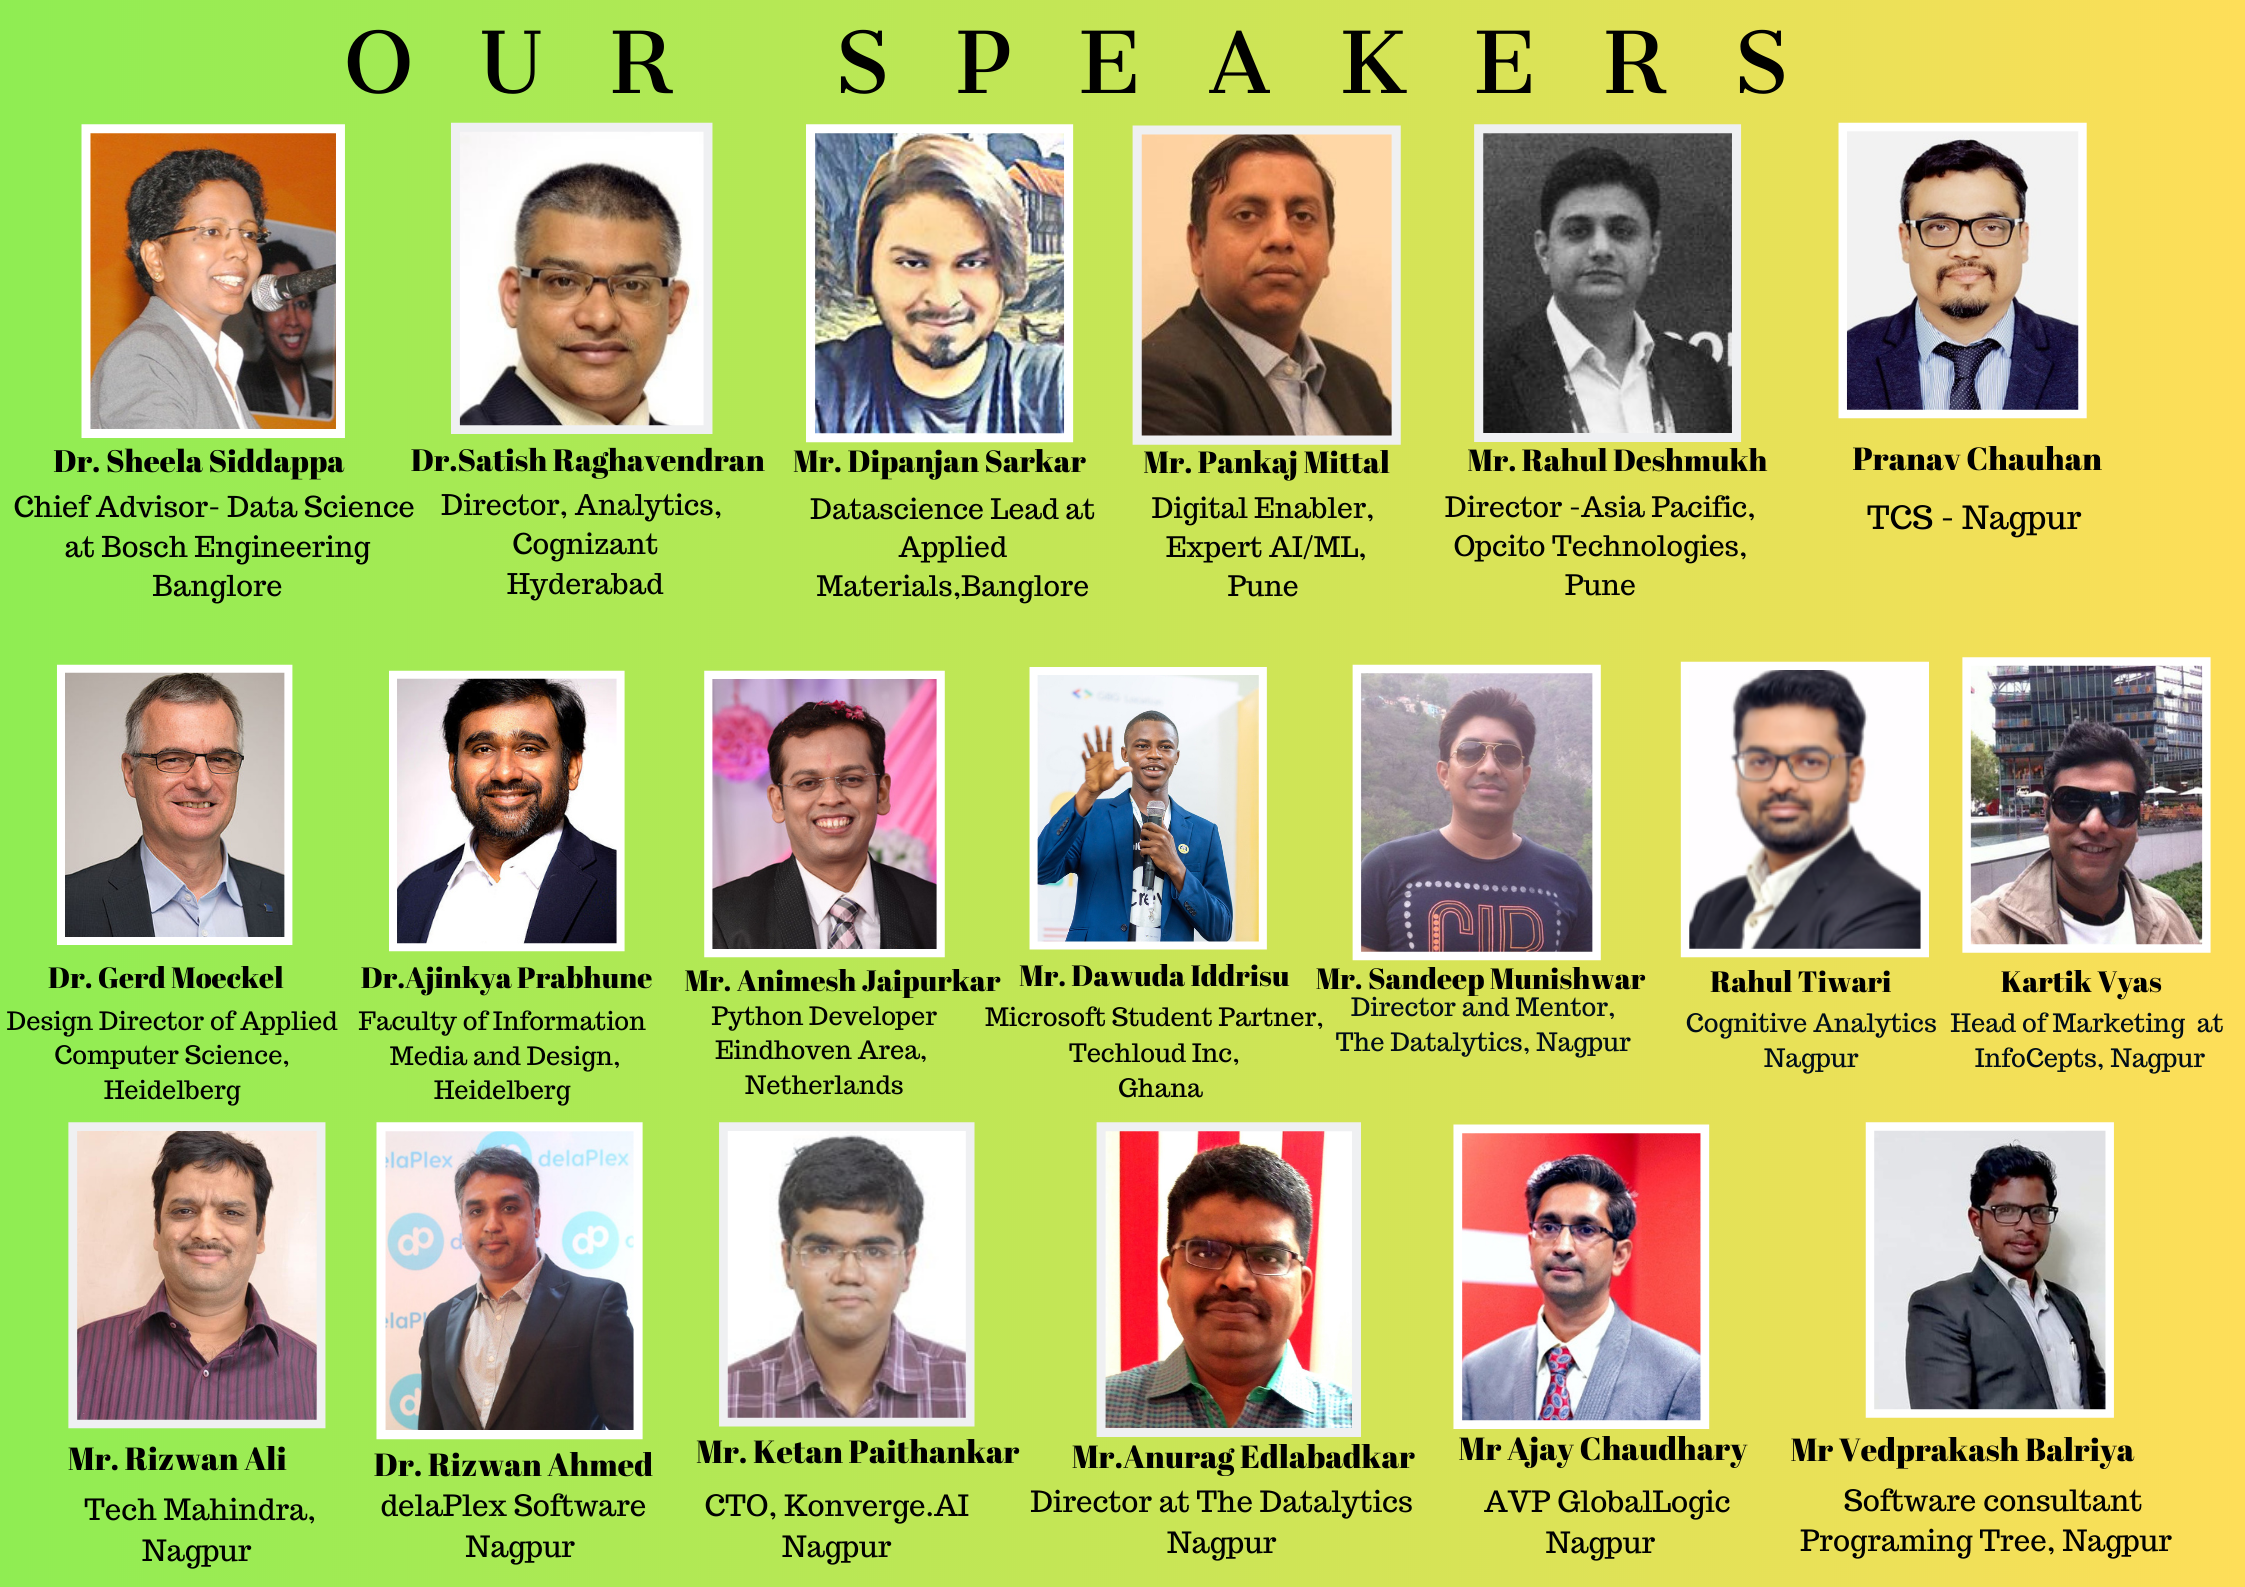 OUR SPEAKERS
Dr. Sheela Siddappa
Chief Advisor- Data Science
at Bosch Engineering
Banglore
Dr.Satish Raghavendran
Director, Analytics,
Cognizant
Hyderabad
Mr. Dipanjan Sarkar
Datascience Lead at
Applied
Materials,Banglore
Mr. Pankaj Mittal
Digital Enabler,
Expert AI/ML,
Pune
Mr. Rahul Deshmukh
Director -Asia Pacific,
Opcito Technologies,
Pune
Pranav Chauhan
TCS - Nagpur
Dr. Gerd Moeckel
Design Director of Applied
Computer Science,
Heidelberg
Dr.Ajinkya Prabhune
Faculty of Information
Media and Design,
Heidelberg
Mr. Animesh Jaipurkar
Python Developer
Eindhoven Area,
Netherlands
Mr. Dawuda Iddrisu
Microsoft Student Partner,
Techloud Inc,
Ghana
Mr. Sandeep Munishwar
Director and Mentor,
The Datalytics, Nagpur
Rahul Tiwari
Cognitive Analytics
Nagpur
Kartik Vyas
Head of Marketing at
InfoCepts, Nagpur
elaPlex delaPlex
dp d dp
Mr. Rizwan Ali
Tech Mahindra,
Nagpur
Dr. Rizwan Ahmed
delaPlex Software
Nagpur
Mr. Ketan Paithankar
CTO, Konverge.AI
Nagpur
Mr.Anurag Edlabadkar
Director at The Datalytics
Nagpur
Mr Ajay Chaudhary
AVP GlobalLogic
Nagpur
Mr Vedprakash Balriya
Software consultant
Programing Tree, Nagpur